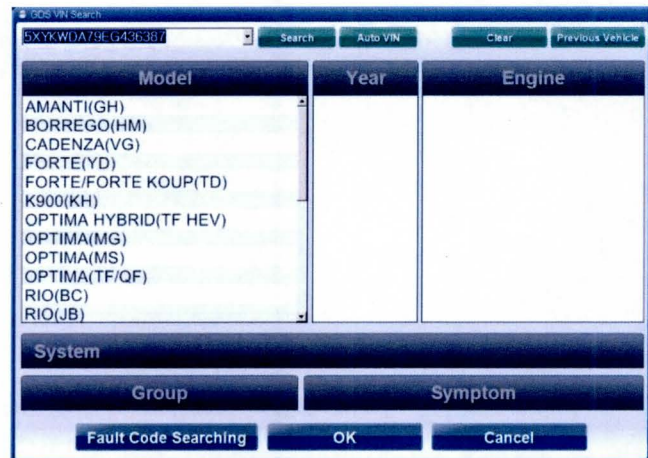 GDS VIN Search
5XYKWDA79EG436387 Search Auto VIN Clear Previous Vehicle
Model Year Engine
AMANTI(GH)
BORREGO(HM)
CADENZA(VG)
FORTE(YD)
FORTE/FORTE KOUP(TD)
K900(KH)
OPTIMA HYBRID(TF HEV)
OPTIMA(MG)
OPTIMA(MS)
OPTIMA(TF/QF)
RIO(BC)
RIO(JB)
System
Group Symptom
Fault Code Searching OK Cancel